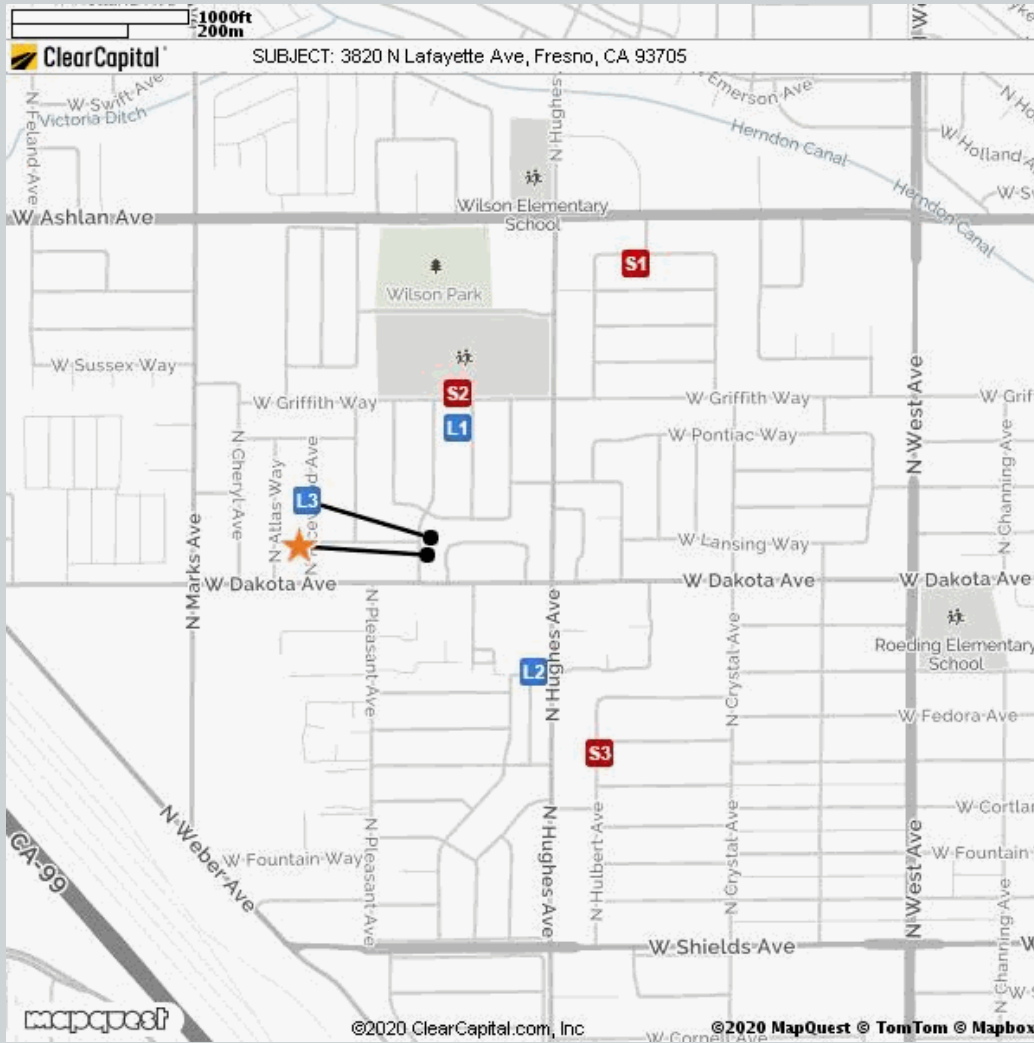 1000ft
200m
ClearCapital
SUBJECT: 3820 N Lafayette Ave, Fresno, CA 93705
W Swift Ave
Victoria Ditch
N Feland Ave
N Hughes
Emerson Ave
Herndon Canal
W Holland
Herndon Canal
Wilson Elementary
School
W Ashlan Ave
S1
Wilson Park
W Sussex Way
S2
W Griffith Way
W Griffith Way
W Grif
L1
W Pontiac Way
N West Ave
N Cheryl Ave
N Atlas Way
L3
N Channing Ave
W Lansing Way
N Marks Ave
W Dakota Ave
W Dakota Ave
W Dakota Ave
N Pleasant Ave
N Hughes Ave
N Crystal Ave
Roeding Elementary
School
L2
W Fedora Ave
S3
N Weber Ave
CA-99
W Fountain Way
N Pleasant Ave
N Hughes Ave
N Hulbert Ave
N Crystal Ave
N West Ave
W Cortlan
W Fountain
N Channing Ave
W Shields Ave
W Cornell Ave
mapquest
©2020 ClearCapital.com, Inc
©2020 MapQuest © TomTom © Mapbox